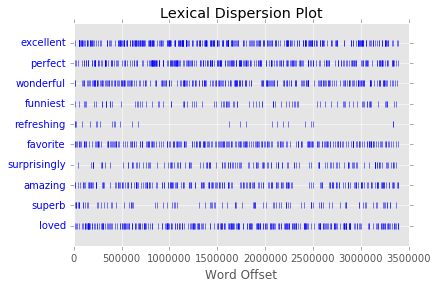 Lexical Dispersion Plot
excellent
perfect
wonderful
funniest
refreshing
favorite
surprisingly
amazing
superb
loved
0 500000 1000000 1500000 2000000 2500000 3000000 3500000
Word Offset